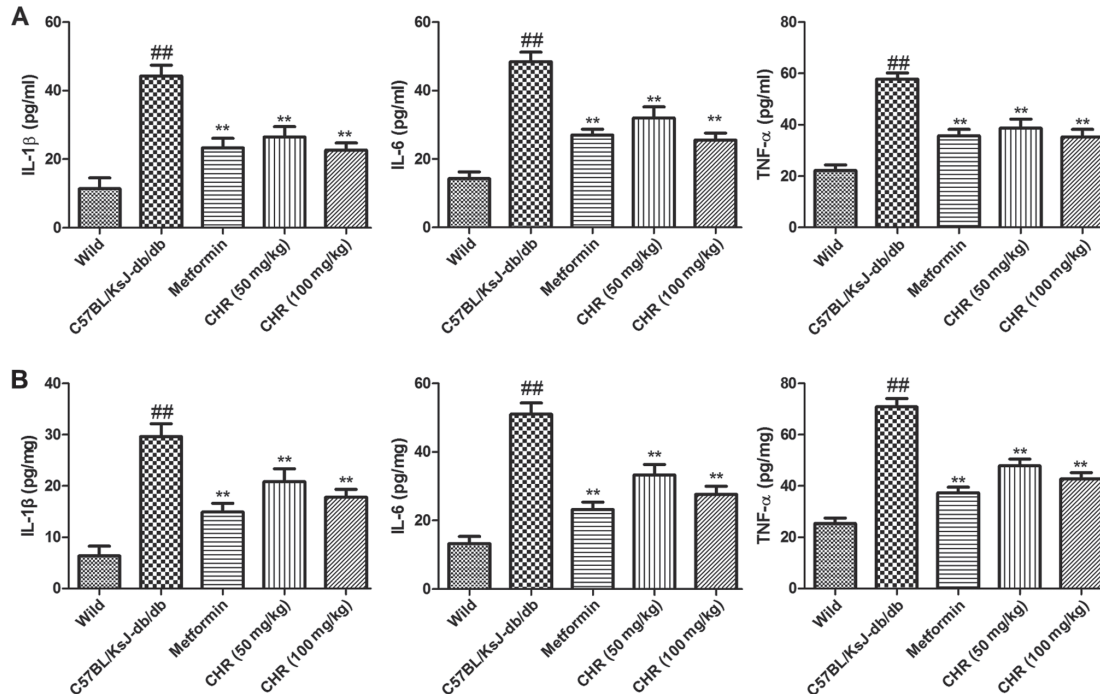 A
IL-1β (pg/ml)
60
40
20
0
##
**
**
**
Wild
C57BL/KsJ-db/db
Metformin
CHR (50 mg/kg)
CHR (100 mg/kg)
IL-6 (pg/ml)
60
40
20
0
##
**
**
**
Wild
C57BL/KsJ-db/db
Metformin
CHR (50 mg/kg)
CHR (100 mg/kg)
TNF-α (pg/ml)
80
60
40
20
0
##
**
**
**
Wild
C57BL/KsJ-db/db
Metformin
CHR (50 mg/kg)
CHR (100 mg/kg)
B
IL-1β (pg/mg)
40
30
20
10
0
##
**
**
**
Wild
C57BL/KsJ-db/db
Metformin
CHR (50 mg/kg)
CHR (100 mg/kg)
IL-6 (pg/mg)
60
40
20
0
##
**
**
**
Wild
C57BL/KsJ-db/db
Metformin
CHR (50 mg/kg)
CHR (100 mg/kg)
TNF-α (pg/mg)
80
60
40
20
0
##
**
**
**
Wild
C57BL/KsJ-db/db
Metformin
CHR (50 mg/kg)
CHR (100 mg/kg)